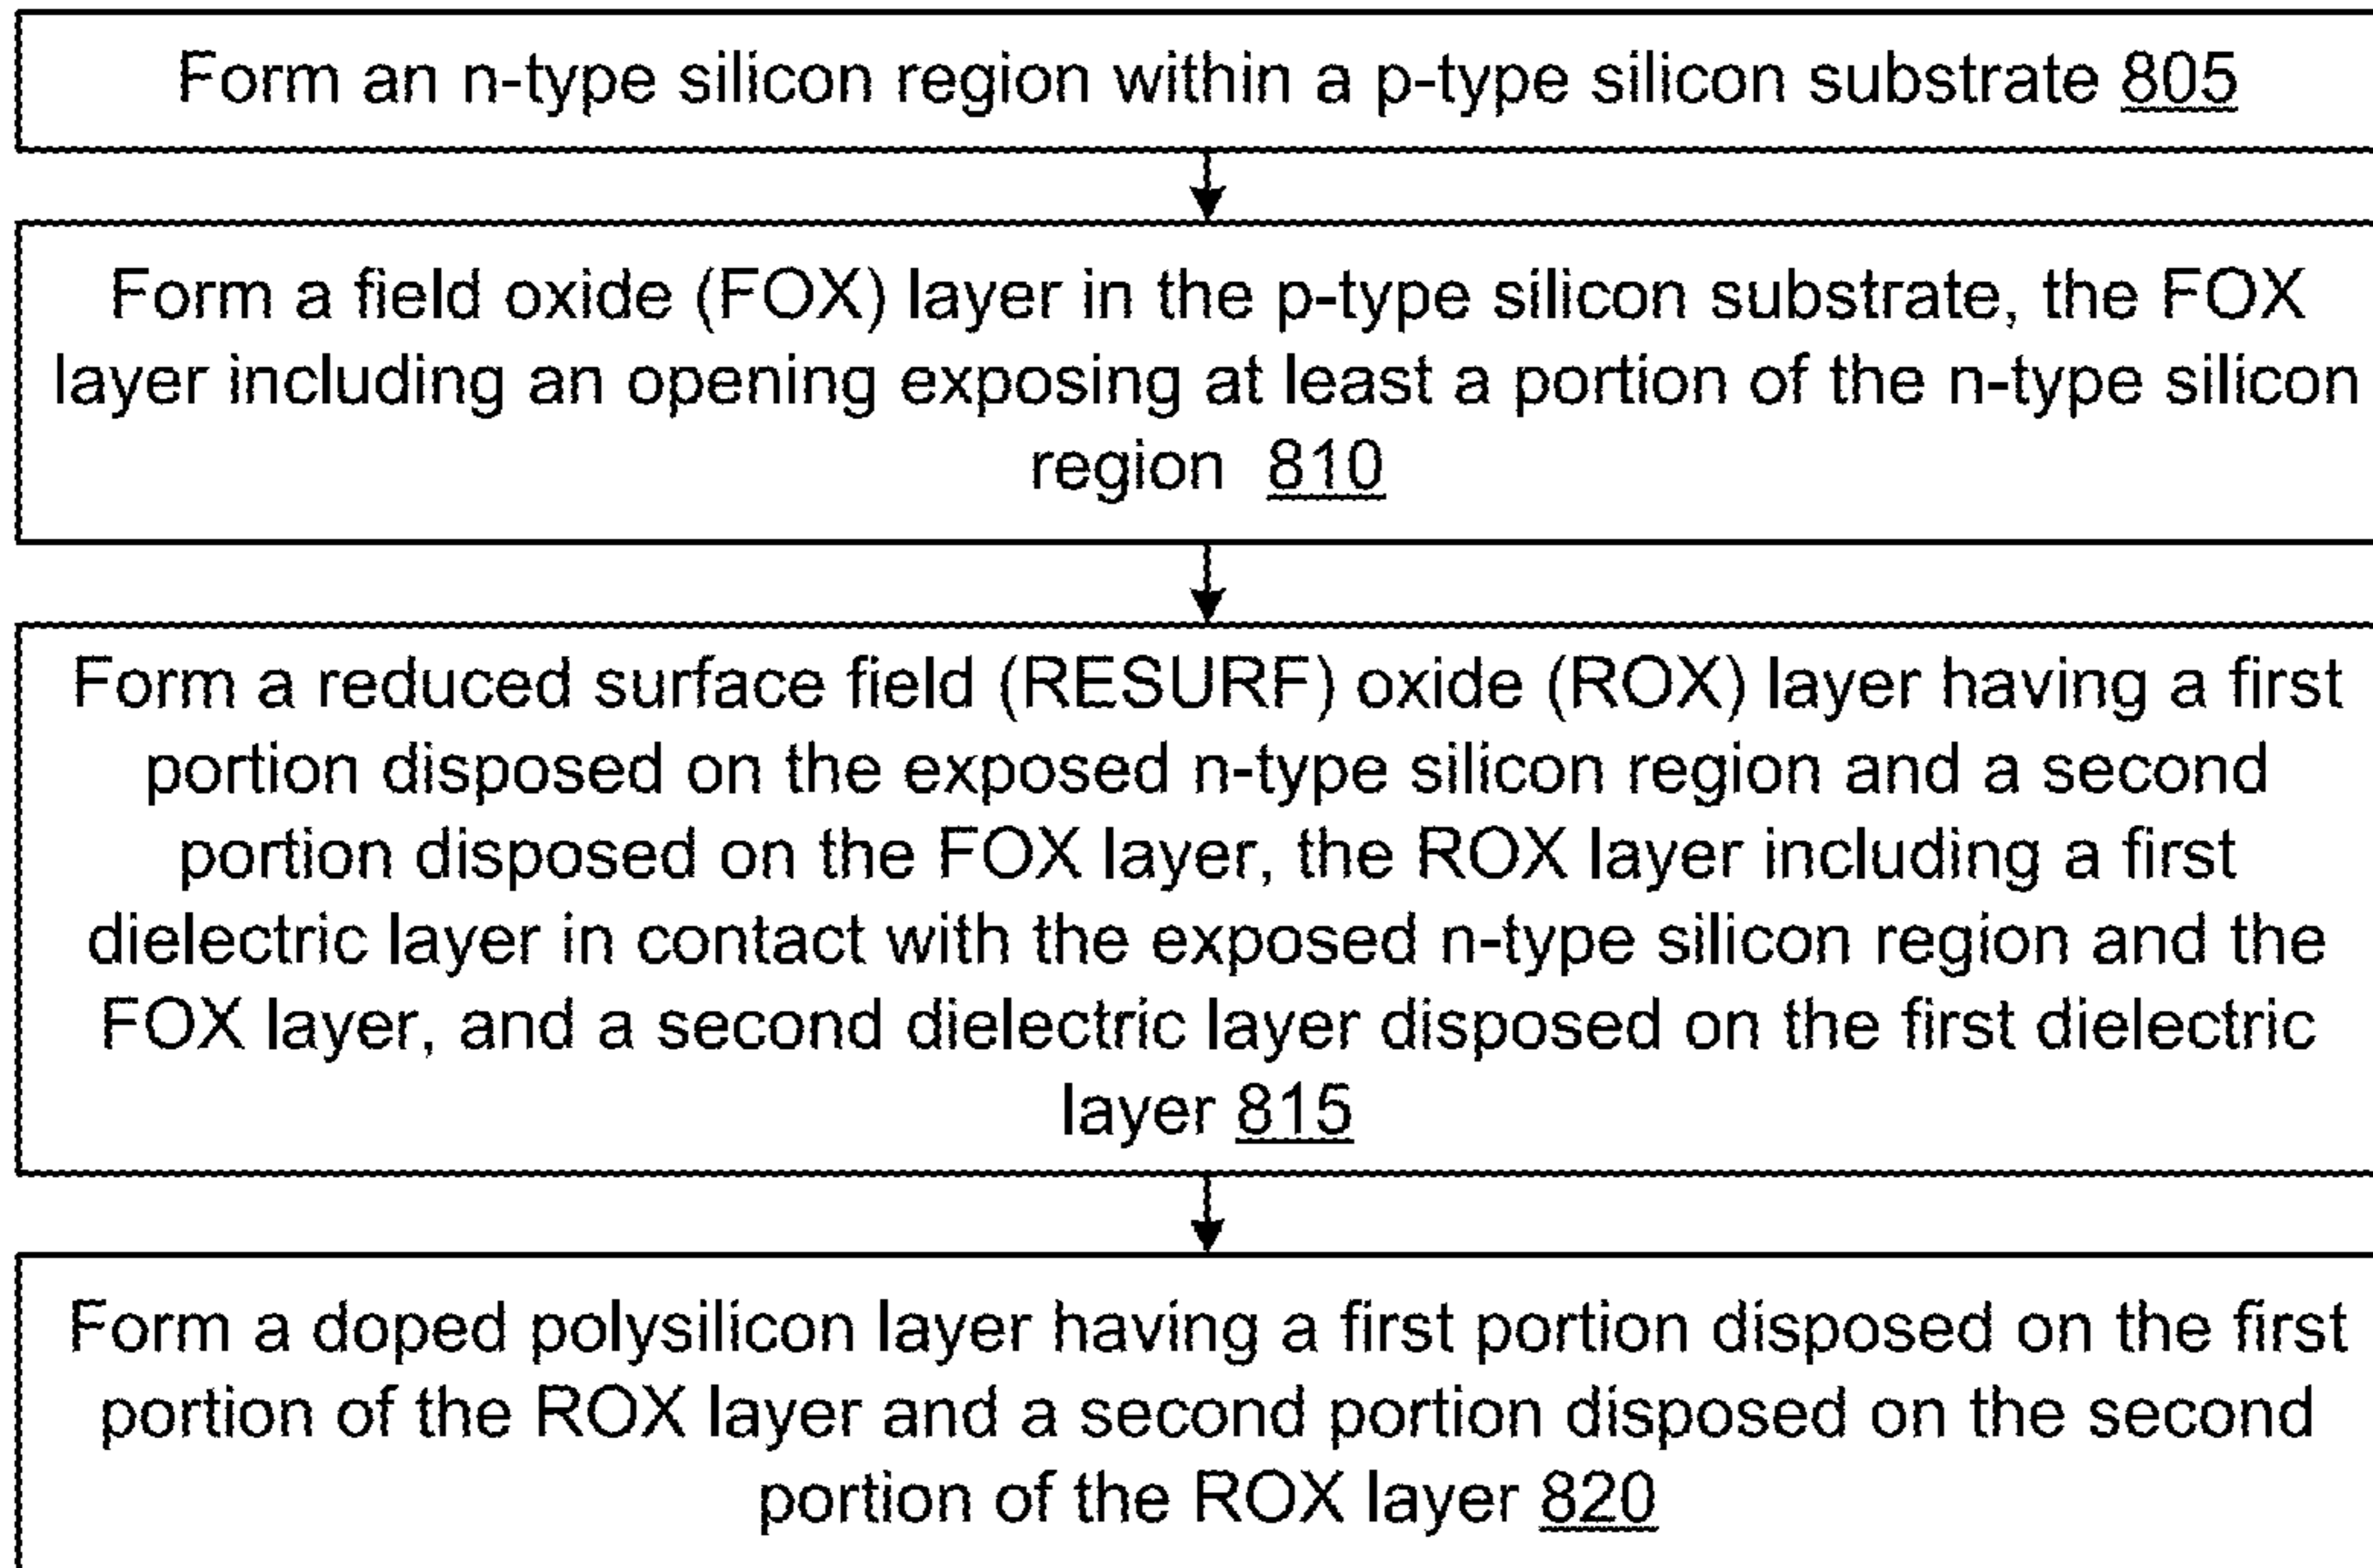 Form an n-type silicon region within a p-type silicon substrate 805
Form a field oxide (FOX) layer in the p-type silicon substrate, the FOX
layer including an opening exposing at least a portion of the n-type silicon
region 810
Form a reduced surface field (RESURF) oxide (ROX) layer having a first
portion disposed on the exposed n-type silicon region and a second
portion disposed on the FOX layer, the ROX layer including a first
dielectric layer in contact with the exposed n-type silicon region and the
FOX layer, and a second dielectric layer disposed on the first dielectric
layer 815
Form a doped polysilicon layer having a first portion disposed on the first
portion of the ROX layer and a second portion disposed on the second
portion of the ROX layer 820